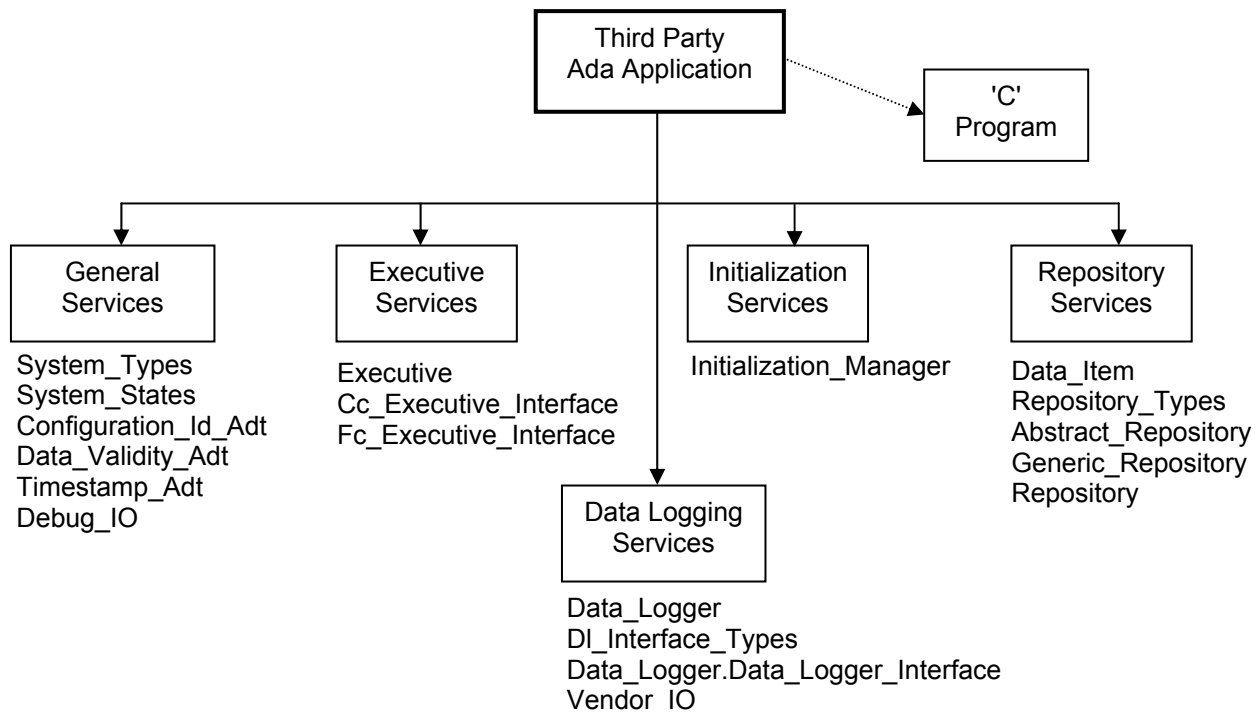 Third Party
Ada Application
'C'
Program
General
Services
System_Types
System_States
Configuration_Id_Adt
Data_Validity_Adt
Timestamp_Adt
Debug_IO
Executive
Services
Executive
Cc_Executive_Interface
Fc_Executive_Interface
Initialization
Services
Initialization_Manager
Repository
Services
Data_Item
Repository_Types
Abstract_Repository
Generic_Repository
Repository
Data Logging
Services
Data_Logger
Dl_Interface_Types
Data_Logger.Data_Logger_Interface
Vendor_IO